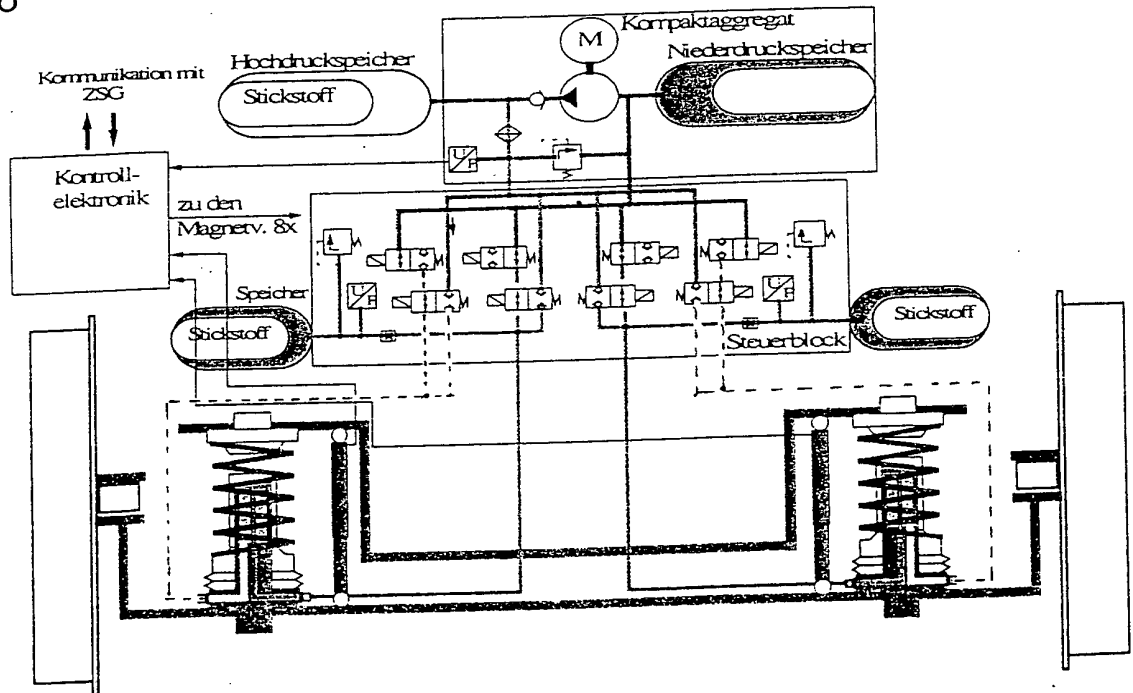 Kompaktaggregat
M
Niederdruckspeicher
Hochdruckspeicher
Stickstoff
Kommunikation mit
ZSG
U
P
Kontroll-
elektronik
zu den
Magnetv. 8x
Speicher
U
P
U
P
Stickstoff
Stickstoff
Steuerblock